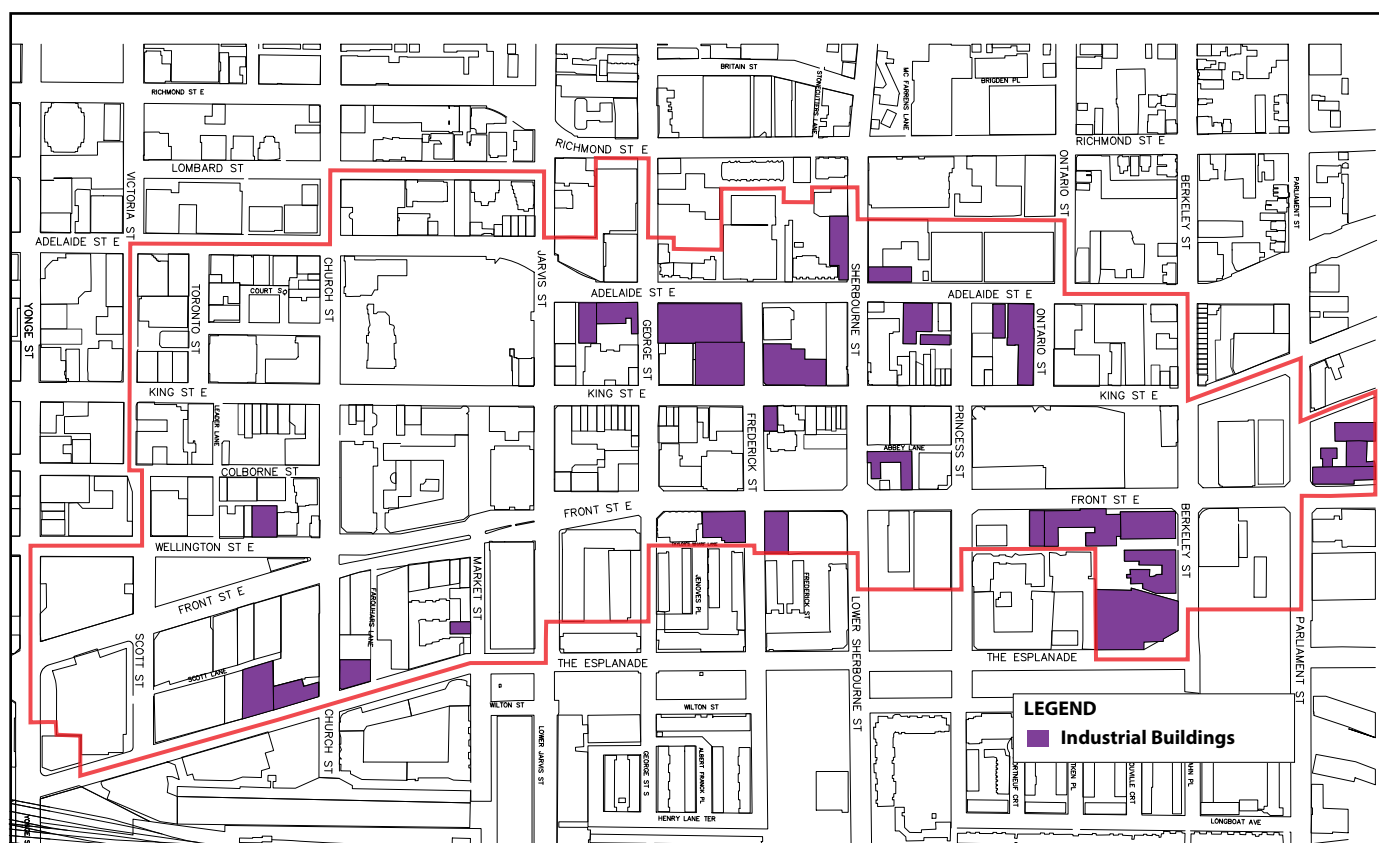 BRITAIN ST
STONECUTTERS LANE
MC FARRENS LANE
BRIGDEN PL
RICHMOND ST E
RICHMOND ST E
RICHMOND ST E
LOMBARD ST
VICTORIA ST
ONTARIO ST
BERKELEY ST
PARLIAMENT ST
ADELAIDE ST E
JARVIS ST
CHURCH ST
SHERBOURNE ST
TORONTO ST
COURT SQ
ADELAIDE ST E
ADELAIDE ST E
YONGE ST
GEORGE ST
ONTARIO ST
KING ST E
KING ST E
KING ST E
LEADER LANE
FREDERICK ST
ABBEY LANE
PRINCESS ST
COLBORNE ST
FRONT ST E
FRONT ST E
BERKELEY ST
WELLINGTON ST E
MARKET ST
FRONT ST E
FARQUHARS LANE
JENOVES PL
FREDERICK ST
LOWER SHERBOURNE ST
SCOTT ST
SCOTT LANE
THE ESPLANADE
THE ESPLANADE
PARLIAMENT ST
CHURCH ST
WILTON ST
WILTON ST
LOWER JARVIS ST
GEORGE ST S
ALBERT FRANCK PL
LEGEND
Industrial Buildings
HENRY LANE TER
LONGBOAT AVE